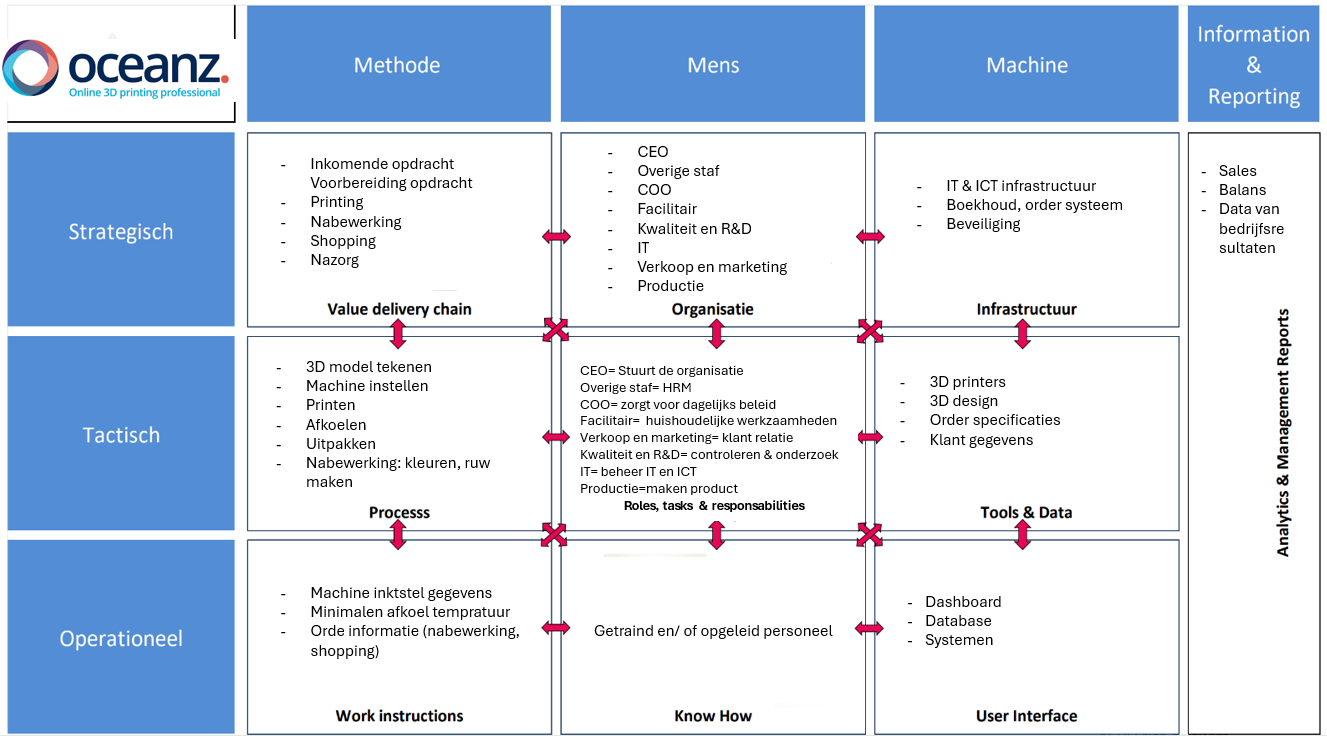 oceanz.
Online 3D printing professional
Methode
Mens
Machine
Information
&
Reporting
Strategisch
- Inkomende opdracht
Voorbereiding opdracht
- Printing
- Nabewerking
- Shopping
- Nazorg
Value delivery chain
- CEO
- Overige staf
- COO
- Facilitair
- Kwaliteit en R&D
- IT
- Verkoop en marketing
- Productie
Organisatie
- IT & ICT infrastructuur
- Boekhoud, order systeem
- Beveiliging
Infrastructuur
- Sales
- Balans
- Data van
bedrijfsre
sultaten
Analytics & Management Reports
Tactisch
- 3D model tekenen
- Machine instellen
- Printen
- Afkoelen
- Uitpakken
- Nabewerking: kleuren, ruw
maken
Processs
CEO= Stuurt de organisatie
Overige staf= HRM
COO= zorgt voor dagelijks beleid
Facilitair= huishoudelijke werkzaamheden
Verkoop en marketing= klant relatie
Kwaliteit en R&D= controleren & onderzoek
IT= beheer IT en ICT
Productie=maken product
Roles, tasks & responsabilities
- 3D printers
- 3D design
- Order specificaties
- Klant gegevens
Tools & Data
Operationeel
- Machine inktstel gegevens
- Minimalen afkoel tempratuur
- Orde informatie (nabewerking,
shopping)
Work instructions
Getraind en/ of opgeleid personeel
Know How
- Dashboard
- Database
- Systemen
User Interface